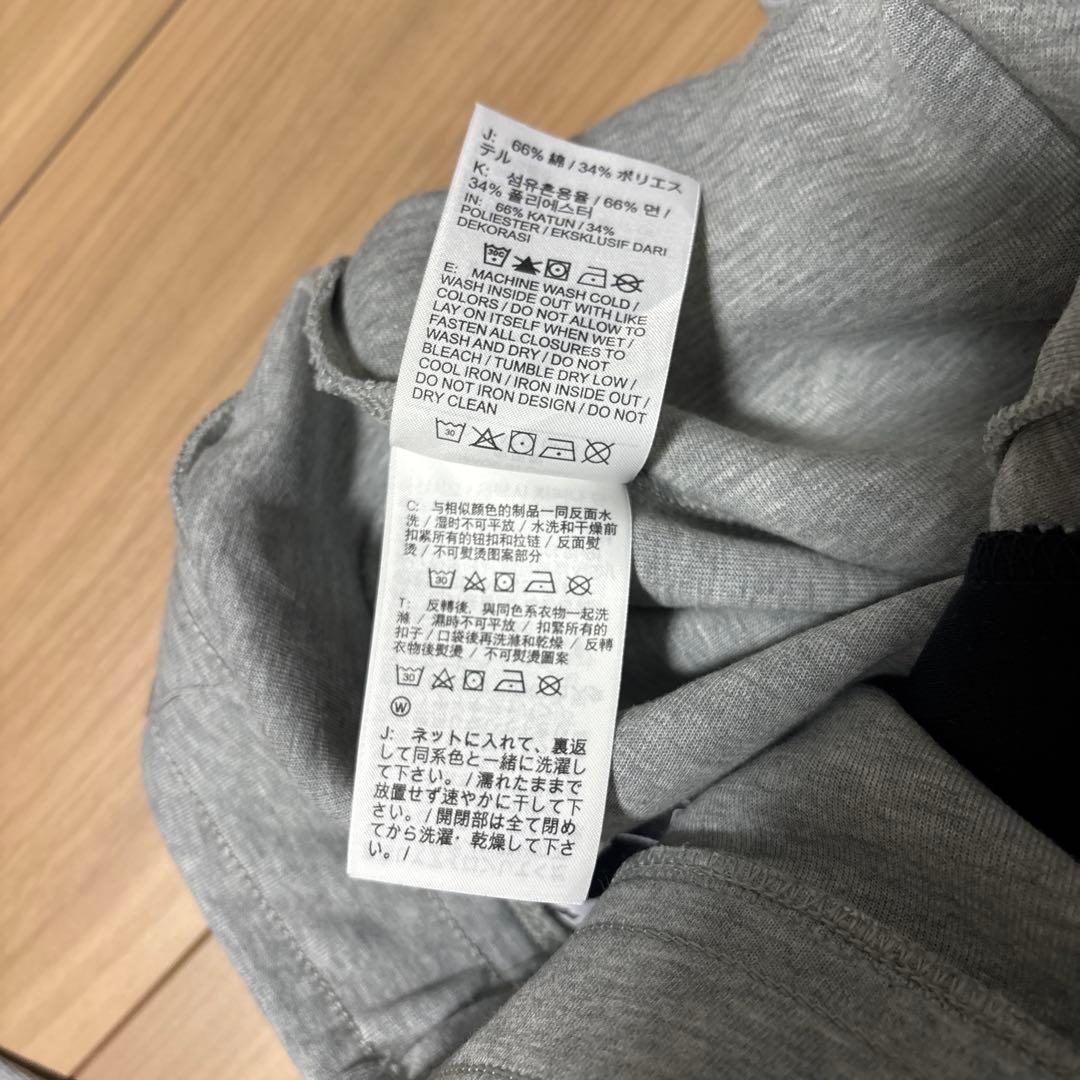 J: 66% 綿 / 34% ポリエス
テル
K: 섬유혼용율 / 66% 면 /
34% 폴리에스터
IN: 66% KATUN / 34%
POLIESTER / EKSKLUSIF DARI
DEKORASI
30C
E: MACHINE WASH COLD /
WASH INSIDE OUT WITH LIKE
COLORS / DO NOT ALLOW TO
LAY ON ITSELF WHEN WET /
FASTEN ALL CLOSURES TO
WASH AND DRY / DO NOT
BLEACH / TUMBLE DRY LOW /
COOL IRON / IRON INSIDE OUT /
DO NOT IRON DESIGN / DO NOT
DRY CLEAN
30
C: 与相似颜色的制品一同反面水
洗 / 湿时不可平放 / 水洗和干燥前
扣紧所有的钮扣和拉链 / 反面熨
烫 / 不可熨烫图案部分
30
T: 反轉後, 與同色系衣物一起洗
滌 / 濕時不可平放 / 扣緊所有的
扣子 / 口袋後再洗滌和乾燥 / 反轉
衣物後熨燙 / 不可熨燙圖案
30
W
J: ネットに入れて、裏返
して同系色と一緒に洗濯し
て下さい。/ 濡れたままで
放置せず速やかに干して下
さい。/ 開閉部は全て閉め
てから洗濯・乾燥して下さ
い。/